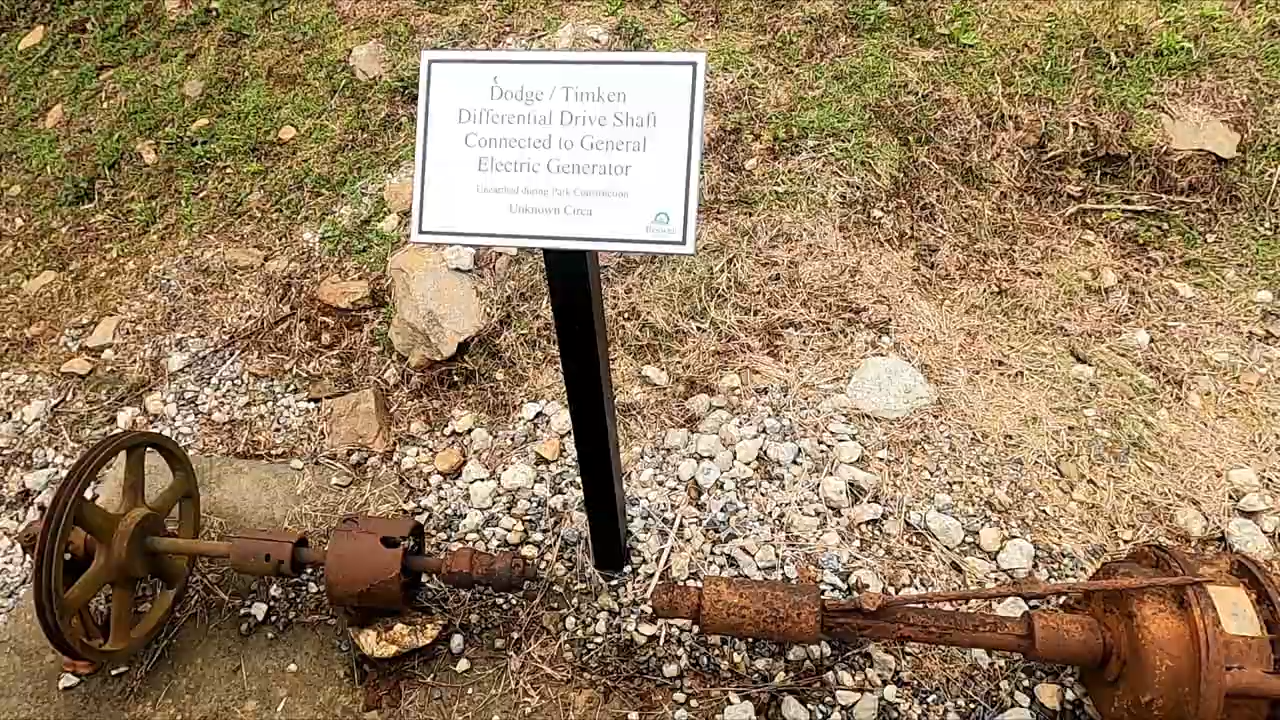 Dodge / Timken
Differential Drive Shaft
Connected to General
Electric Generator
Unearthed during Park Construction
Unknown Circa